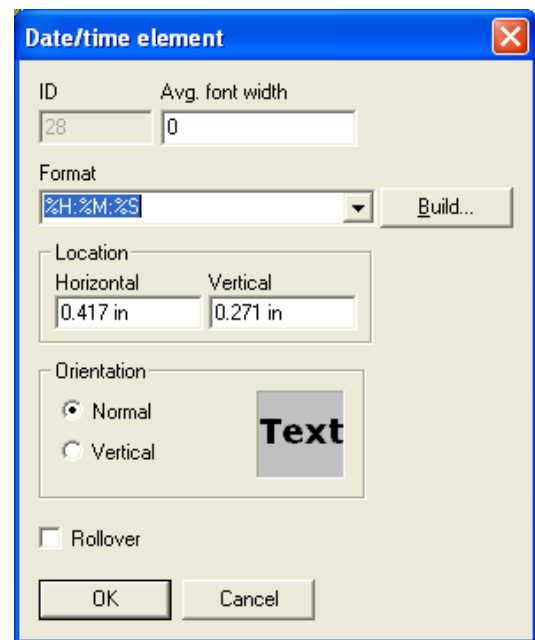 Date/time element
ID Avg. font width
28 0
Format
%H:%M:%S Build...
Location
Horizontal Vertical
0.417 in 0.271 in
Orientation
Normal
Text
Vertical
Rollover
OK Cancel